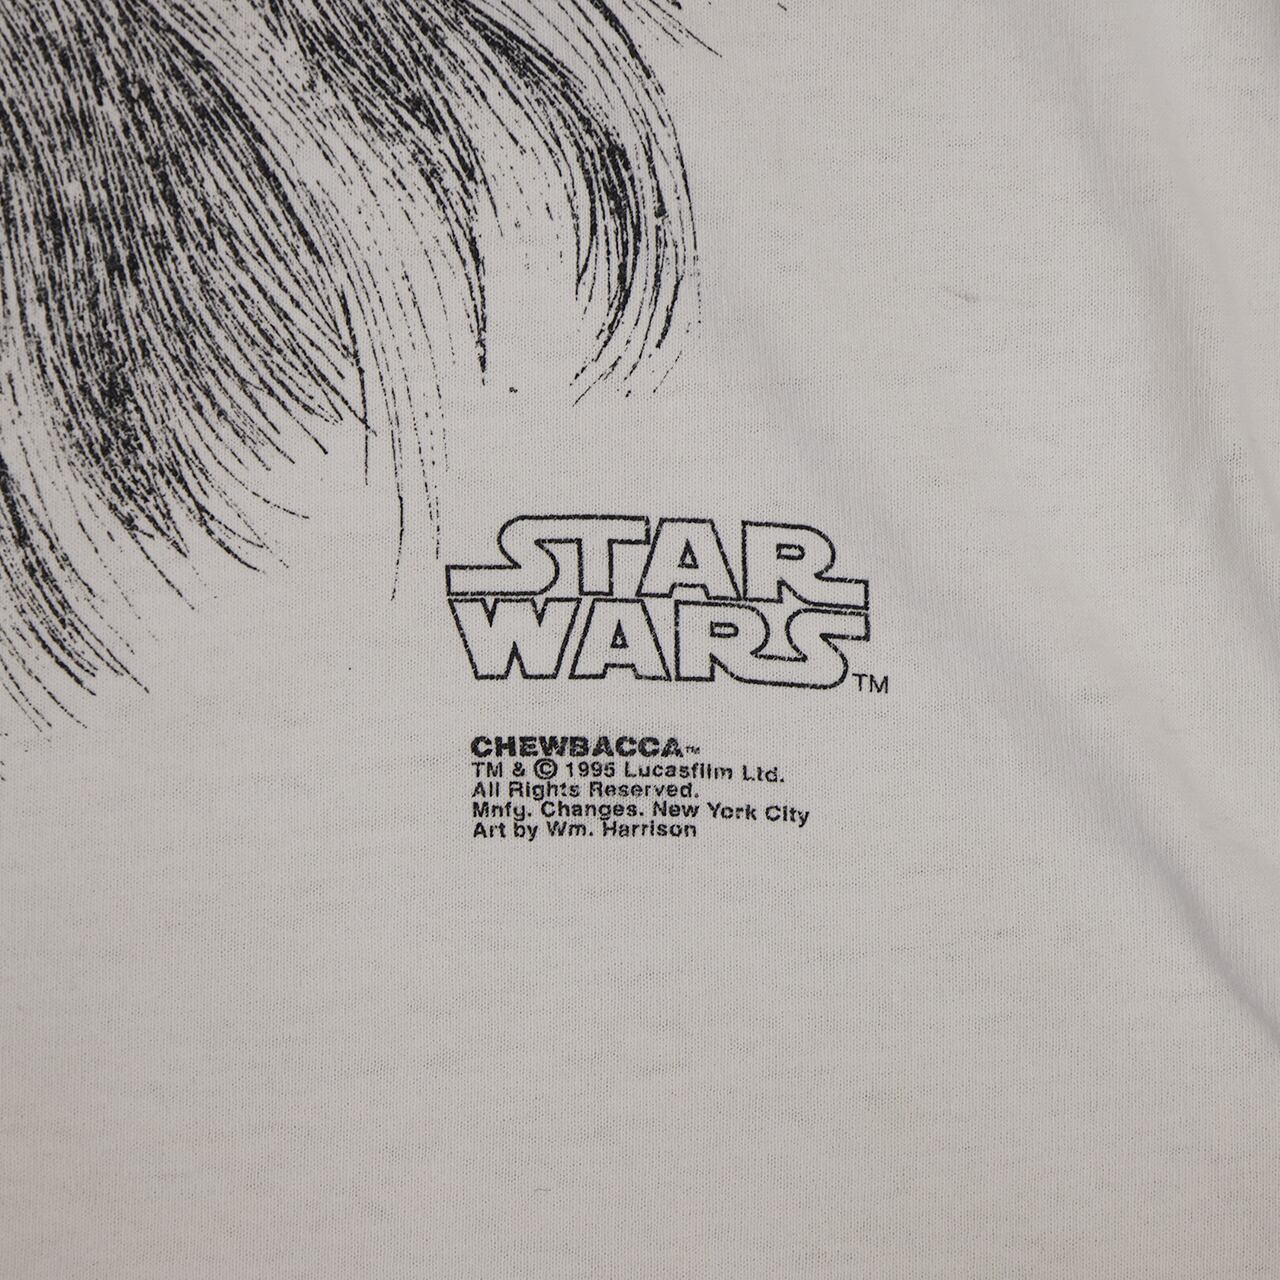 STAR
WARS TM
CHEWBACCA™
TM & © 1995 Lucasfilm Ltd.
All Rights Reserved.
Mnfg. Changes. New York City
Art by Wm. Harrison